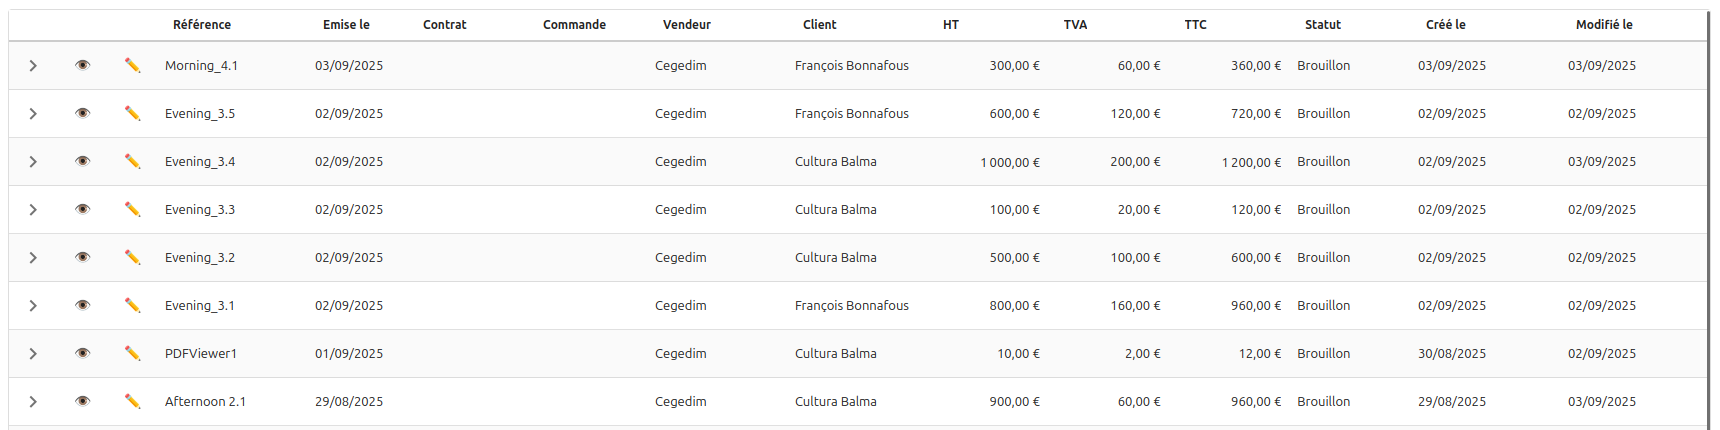 Référence Emise le Contrat Commande Vendeur Client HT TVA TTC Statut Créé le Modifié le
Morning_4.1 03/09/2025 Cegedim François Bonnafous 300,00 € 60,00 € 360,00 € Brouillon 03/09/2025 03/09/2025
Evening_3.5 02/09/2025 Cegedim François Bonnafous 600,00 € 120,00 € 720,00 € Brouillon 02/09/2025 02/09/2025
Evening_3.4 02/09/2025 Cegedim Cultura Balma 1 000,00 € 200,00 € 1 200,00 € Brouillon 02/09/2025 03/09/2025
Evening_3.3 02/09/2025 Cegedim Cultura Balma 100,00 € 20,00 € 120,00 € Brouillon 02/09/2025 02/09/2025
Evening_3.2 02/09/2025 Cegedim Cultura Balma 500,00 € 100,00 € 600,00 € Brouillon 02/09/2025 02/09/2025
Evening_3.1 02/09/2025 Cegedim François Bonnafous 800,00 € 160,00 € 960,00 € Brouillon 02/09/2025 02/09/2025
PDFViewer1 01/09/2025 Cegedim Cultura Balma 10,00 € 2,00 € 12,00 € Brouillon 30/08/2025 02/09/2025
Afternoon 2.1 29/08/2025 Cegedim Cultura Balma 900,00 € 60,00 € 960,00 € Brouillon 29/08/2025 03/09/2025